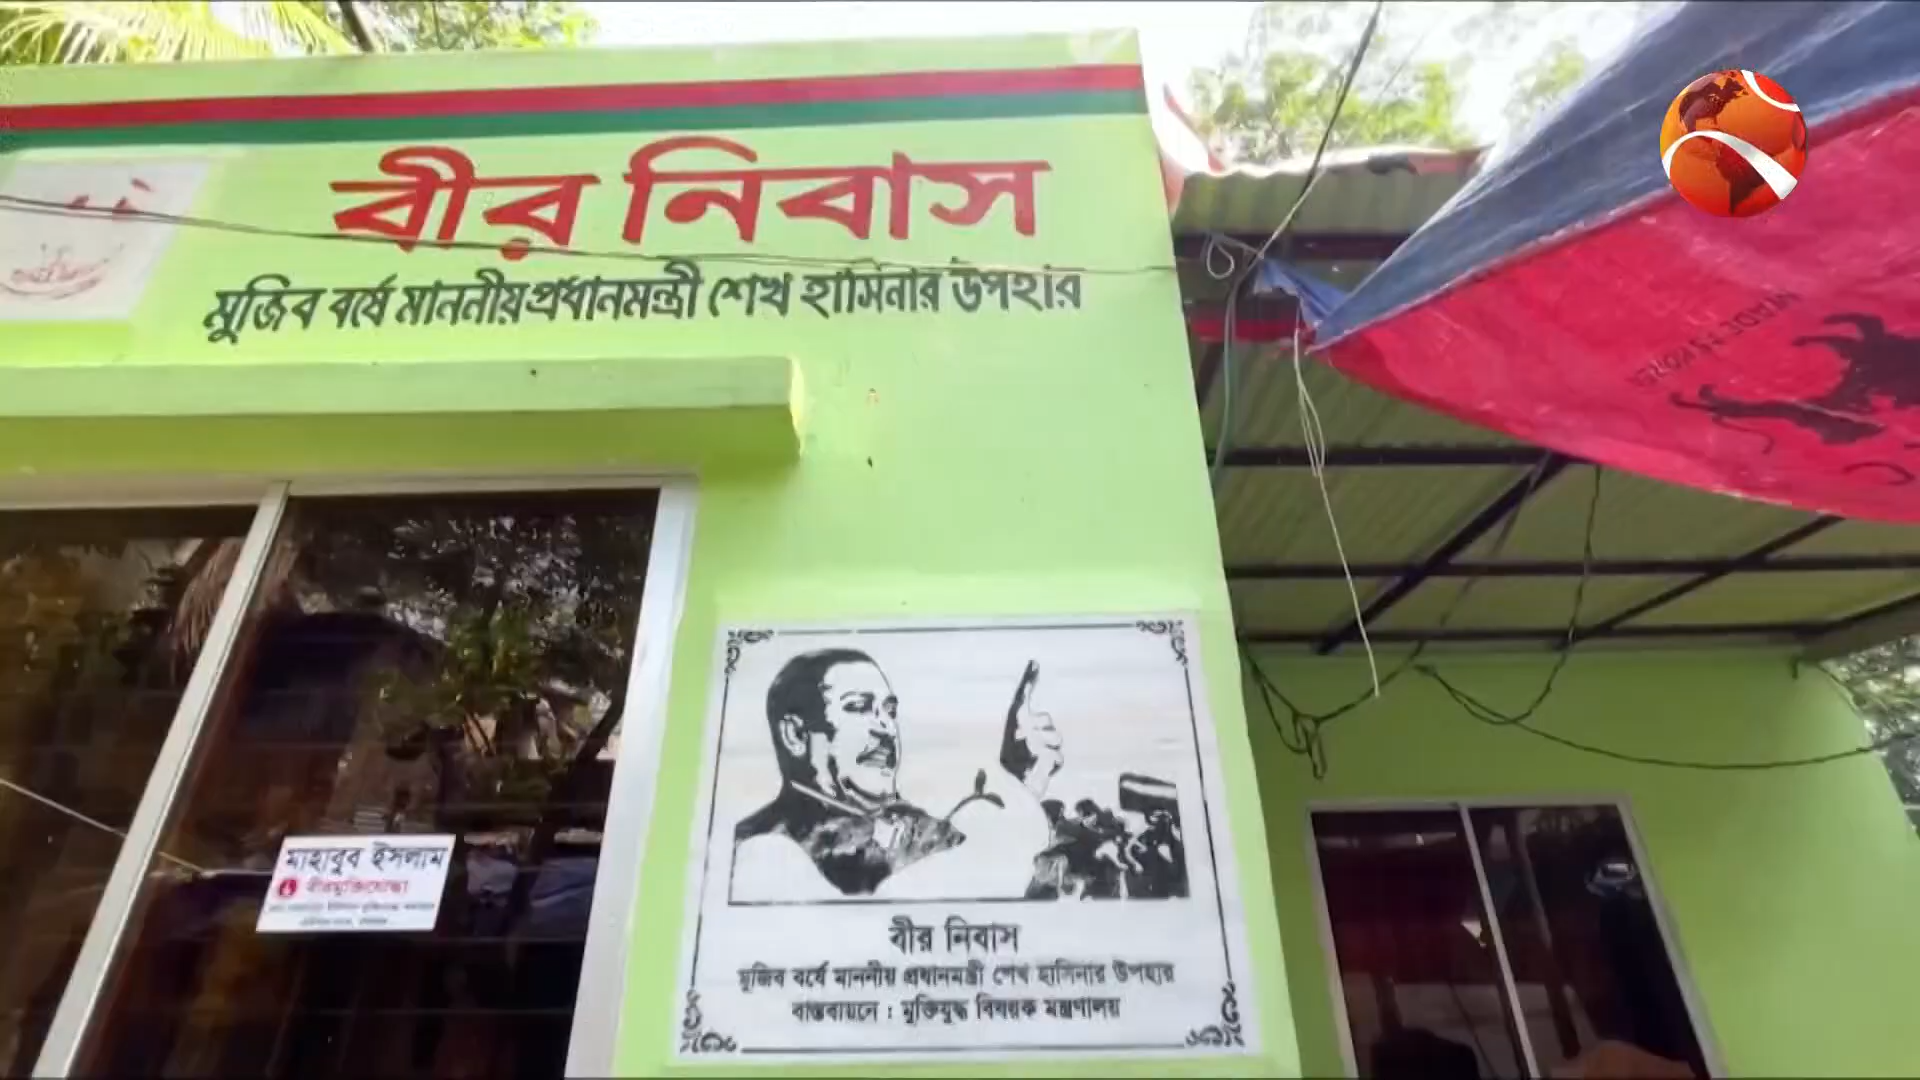 বীর নিবাস
মুজিব বর্ষে মাননীয় প্রধানমন্ত্রী শেখ হাসিনার উপহার
মাহাবুব ইসলাম
বীরমুক্তিযোদ্ধা
বীর নিবাস
মুজিব বর্ষে মাননীয় প্রধানমন্ত্রী শেখ হাসিনার উপহার
বাস্তবায়নে : মুক্তিযুদ্ধ বিষয়ক মন্ত্রণালয়